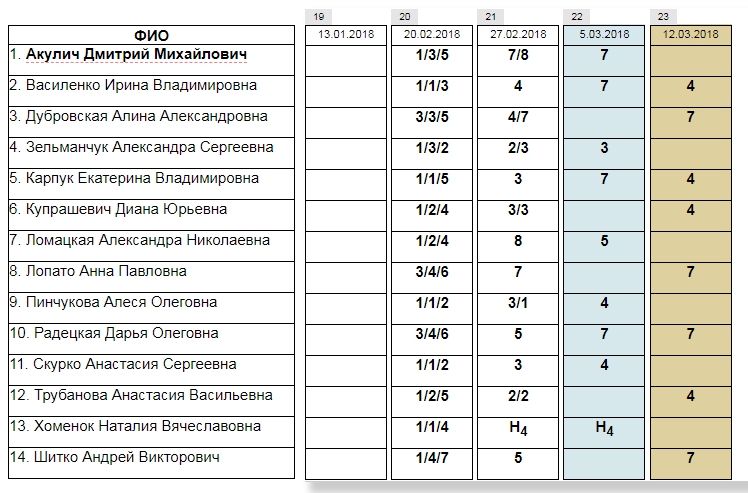 19 20 21 22 23
ФИО 13.01.2018 20.02.2018 27.02.2018 5.03.2018 12.03.2018
1. Акулич Дмитрий Михайлович 1/3/5 7/8 7
2. Василенко Ирина Владимировна 1/1/3 4 7 4
3. Дубровская Алина Александровна 3/3/5 4/7 7
4. Зельманчук Александра Сергеевна 1/3/2 2/3 3
5. Карпук Екатерина Владимировна 1/1/5 3 7 4
6. Купрашевич Диана Юрьевна 1/2/4 3/3 4
7. Ломацкая Александра Николаевна 1/2/4 8 5
8. Лопато Анна Павловна 3/4/6 7 7
9. Пинчукова Алеся Олеговна 1/1/2 3/1 4
10. Радецкая Дарья Олеговна 3/4/6 5 7 7
11. Скурко Анастасия Сергеевна 1/1/2 3 4
12. Трубанова Анастасия Васильевна 1/2/5 2/2 4
13. Хоменок Наталия Вячеславовна 1/1/4 Н4 Н4
14. Шитко Андрей Викторович 1/4/7 5 7